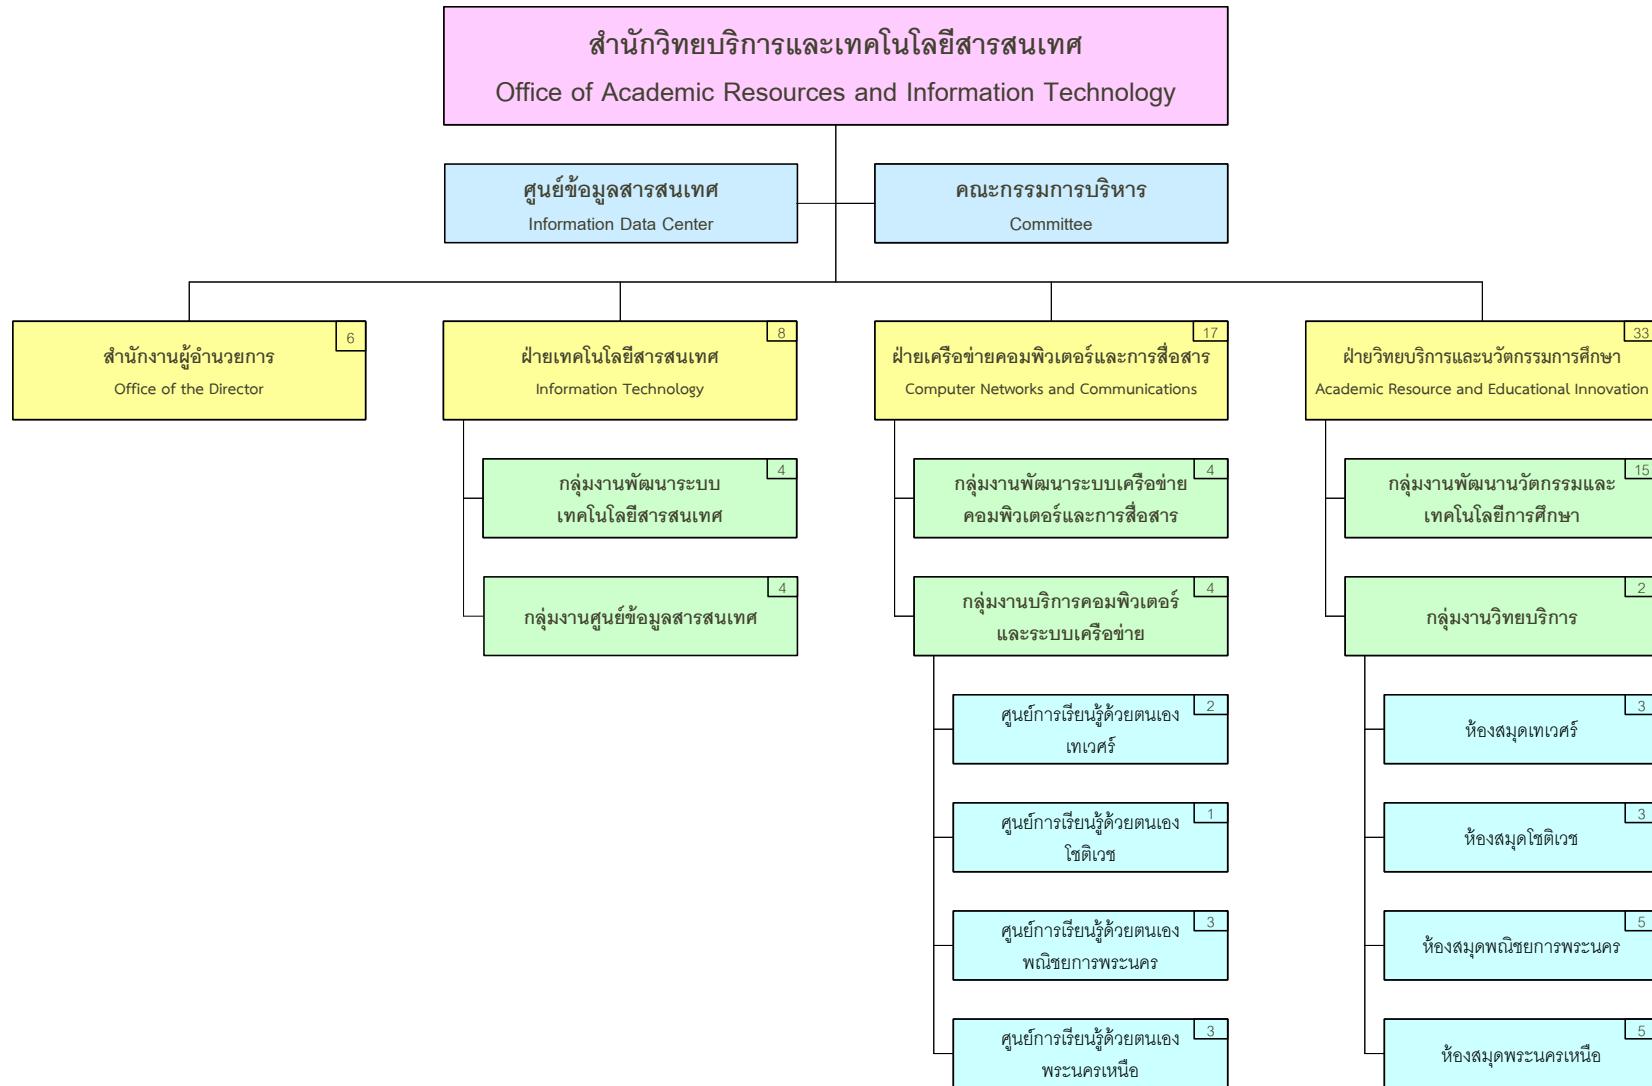 สำนักวิทยบริการและเทคโนโลยีสารสนเทศ
Office of Academic Resources and Information Technology
ศูนย์ข้อมูลสารสนเทศ
Information Data Center
คณะกรรมการบริหาร
Committee
6
สำนักงานผู้อำนวยการ
Office of the Director
8
ฝ่ายเทคโนโลยีสารสนเทศ
Information Technology
17
ฝ่ายเครือข่ายคอมพิวเตอร์และการสื่อสาร
Computer Networks and Communications
33
ฝ่ายวิทยบริการและนวัตกรรมการศึกษา
Academic Resource and Educational Innovation
4
กลุ่มงานพัฒนาระบบ
เทคโนโลยีสารสนเทศ
4
กลุ่มงานศูนย์ข้อมูลสารสนเทศ
4
กลุ่มงานพัฒนาระบบเครือข่าย
คอมพิวเตอร์และการสื่อสาร
4
กลุ่มงานบริการคอมพิวเตอร์
และระบบเครือข่าย
2
ศูนย์การเรียนรู้ด้วยตนเอง
เทเวศร์
1
ศูนย์การเรียนรู้ด้วยตนเอง
โชติเวช
3
ศูนย์การเรียนรู้ด้วยตนเอง
พณิชยการพระนคร
3
ศูนย์การเรียนรู้ด้วยตนเอง
พระนครเหนือ
15
กลุ่มงานพัฒนานวัตกรรมและ
เทคโนโลยีการศึกษา
2
กลุ่มงานวิทยบริการ
3
ห้องสมุดเทเวศร์
3
ห้องสมุดโชติเวช
5
ห้องสมุดพณิชยการพระนคร
5
ห้องสมุดพระนครเหนือ